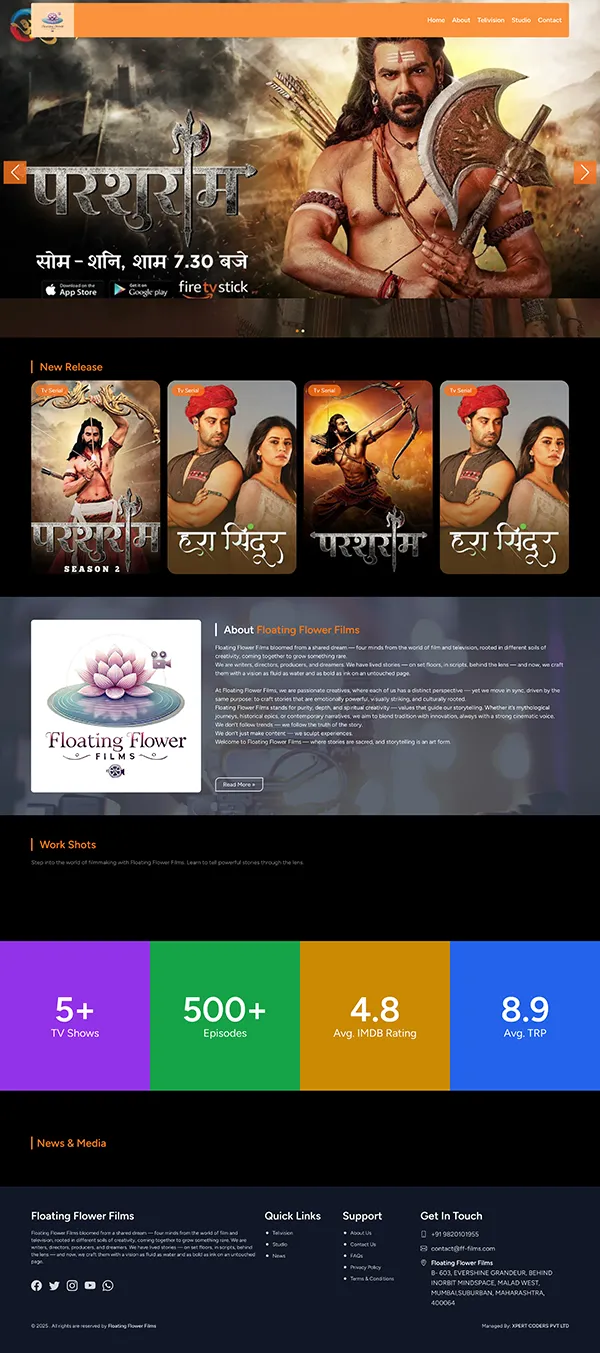 Home About Telivision Studio Contact
परशुराम
सोम - शनि, शाम 7.30 बजे
Download on the App Store
Get it on Google play
fire tv stick
New Release
Tv Serial
परशुराम
SEASON 2
Tv Serial
हरा सिंदूर
Tv Serial
परशुराम
Tv Serial
हरा सिंदूर
Floating Flower
FILMS
About Floating Flower Films
Floating Flower Films bloomed from a shared dream — four minds from the world of film and television, rooted in different soils of
creativity, coming together to grow something rare.
We are writers, directors, producers, and dreamers. We have lived stories — on set floors, in scripts, behind the lens — and now, we craft
them with a vision as fluid as water and as bold as ink on an untouched page.
At Floating Flower Films, we are passionate creatives, where each of us has a distinct perspective — yet we move in sync, driven by the
same purpose: to craft stories that are emotionally powerful, visually striking, and culturally rooted.
Floating Flower Films stands for purity, depth, and spiritual creativity — values that guide our storytelling. Whether it's mythological
journeys, historical epics, or contemporary narratives, we aim to blend tradition with innovation, always with a strong cinematic voice.
We don't follow trends — we follow the truth of the story.
We don't just make content — we sculpt experiences.
Welcome to Floating Flower Films — where stories are sacred, and storytelling is an art form.
Read More »
Work Shots
Step into the world of filmmaking with Floating Flower Films. Learn to tell powerful stories through the lens.
5+
TV Shows
500+
Episodes
4.8
Avg. IMDB Rating
8.9
Avg. TRP
News & Media
Floating Flower Films
Floating Flower Films bloomed from a shared dream — four minds from the world of film and
television, rooted in different soils of creativity, coming together to grow something rare. We are
writers, directors, producers, and dreamers. We have lived stories — on set floors, in scripts, behind
the lens — and now, we craft them with a vision as fluid as water and as bold as ink on an untouched
page.
Quick Links
Telivision
Studio
News
Support
About Us
Contact Us
FAQs
Privacy Policy
Terms & Conditions
Get In Touch
+91 9820101955
contact@ff-films.com
Floating Flower Films
B- 603, EVERSHINE GRANDEUR, BEHIND
INORBIT MINDSPACE, MALAD WEST,
MUMBAI,SUBURBAN, MAHARASHTRA,
400064
© 2025 . All rights are reserved by Floating Flower Films
Managed By: XPERT CODERS PVT LTD